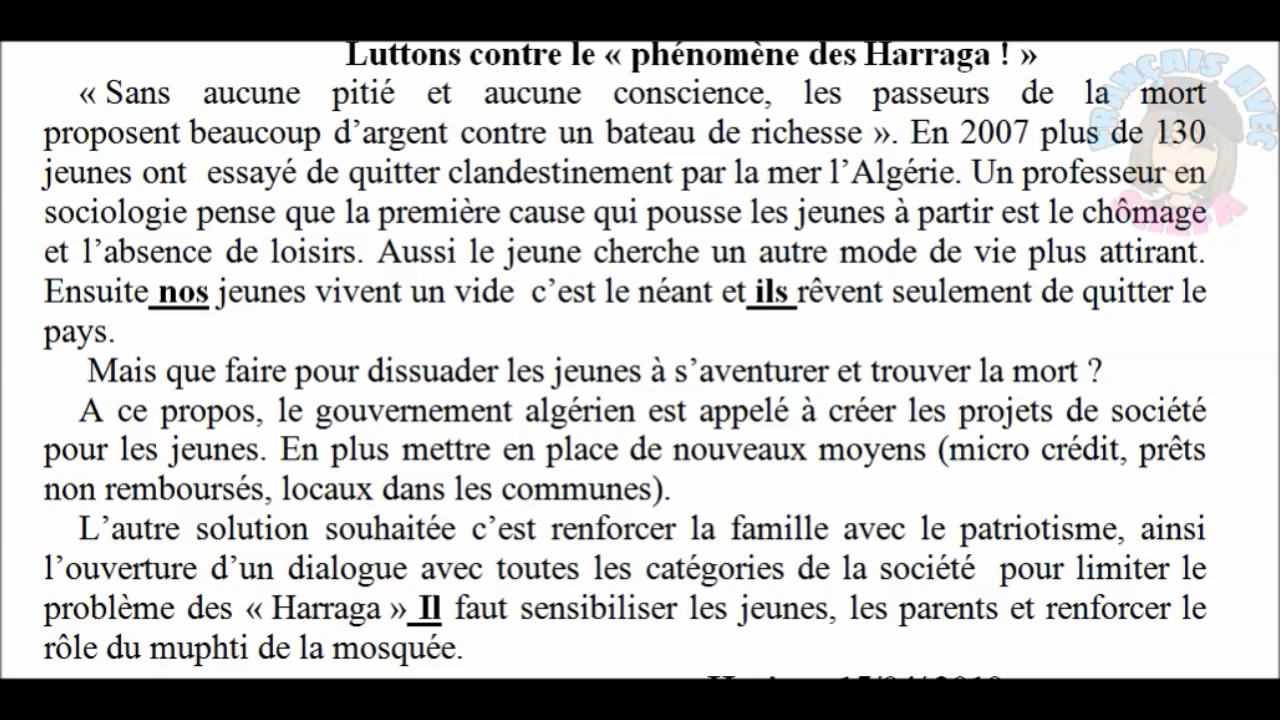 Luttons contre le « phénomène des Harraga ! »
« Sans aucune pitié et aucune conscience, les passeurs de la mort
proposent beaucoup d’argent contre un bateau de richesse ». En 2007 plus de 130
jeunes ont essayé de quitter clandestinement par la mer l’Algérie. Un professeur en
sociologie pense que la première cause qui pousse les jeunes à partir est le chômage
et l’absence de loisirs. Aussi le jeune cherche un autre mode de vie plus attirant.
Ensuite nos jeunes vivent un vide c’est le néant et ils rêvent seulement de quitter le
pays.
Mais que faire pour dissuader les jeunes à s’aventurer et trouver la mort ?
A ce propos, le gouvernement algérien est appelé à créer les projets de société
pour les jeunes. En plus mettre en place de nouveaux moyens (micro crédit, prêts
non remboursés, locaux dans les communes).
L’autre solution souhaitée c’est renforcer la famille avec le patriotisme, ainsi
l’ouverture d’un dialogue avec toutes les catégories de la société pour limiter le
problème des « Harraga » Il faut sensibiliser les jeunes, les parents et renforcer le
rôle du muphti de la mosquée.
FRANÇAIS AVEC